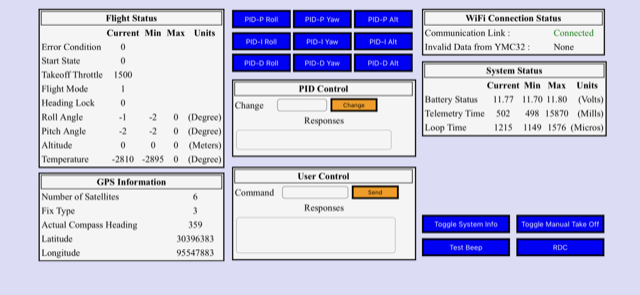 Flight Status
Current Min Max Units
Error Condition 0
Start State 0
Takeoff Throttle 1500
Flight Mode 1
Heading Lock 0
Roll Angle -1 -2 0 (Degree)
Pitch Angle -2 -2 0 (Degree)
Altitude 0 0 0 (Meters)
Temperature -2810 -2895 0 (Degree)
GPS Information
Number of Satellites 6
Fix Type 3
Actual Compass Heading 359
Latitude 30396383
Longitude 95547883
PID-P Roll PID-P Yaw PID-P Alt
PID-I Roll PID-I Yaw PID-I Alt
PID-D Roll PID-D Yaw PID-D Alt
PID Control
Change Change
Responses
User Control
Command Send
Responses
WiFi Connection Status
Communication Link : Connected
Invalid Data from YMC32 : None
System Status
Current Min Max Units
Battery Status 11.77 11.70 11.80 (Volts)
Telemetry Time 502 498 15870 (Mills)
Loop Time 1215 1149 1576 (Micros)
Toggle System Info Toggle Manual Take Off
Test Beep RDC